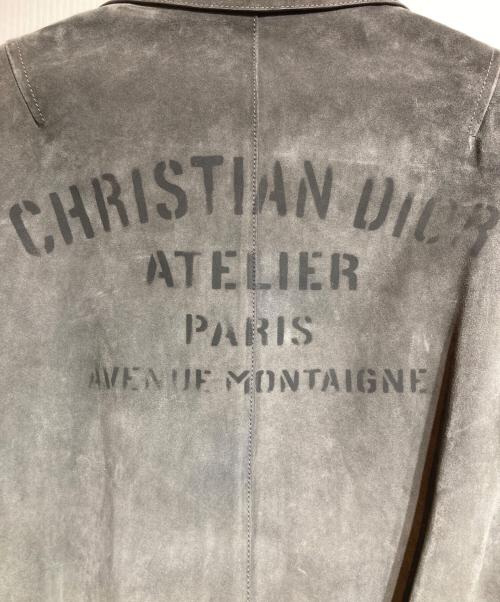 CHRISTIAN DIOR
ATELIER
PARIS
AVENUE MONTAIGNE